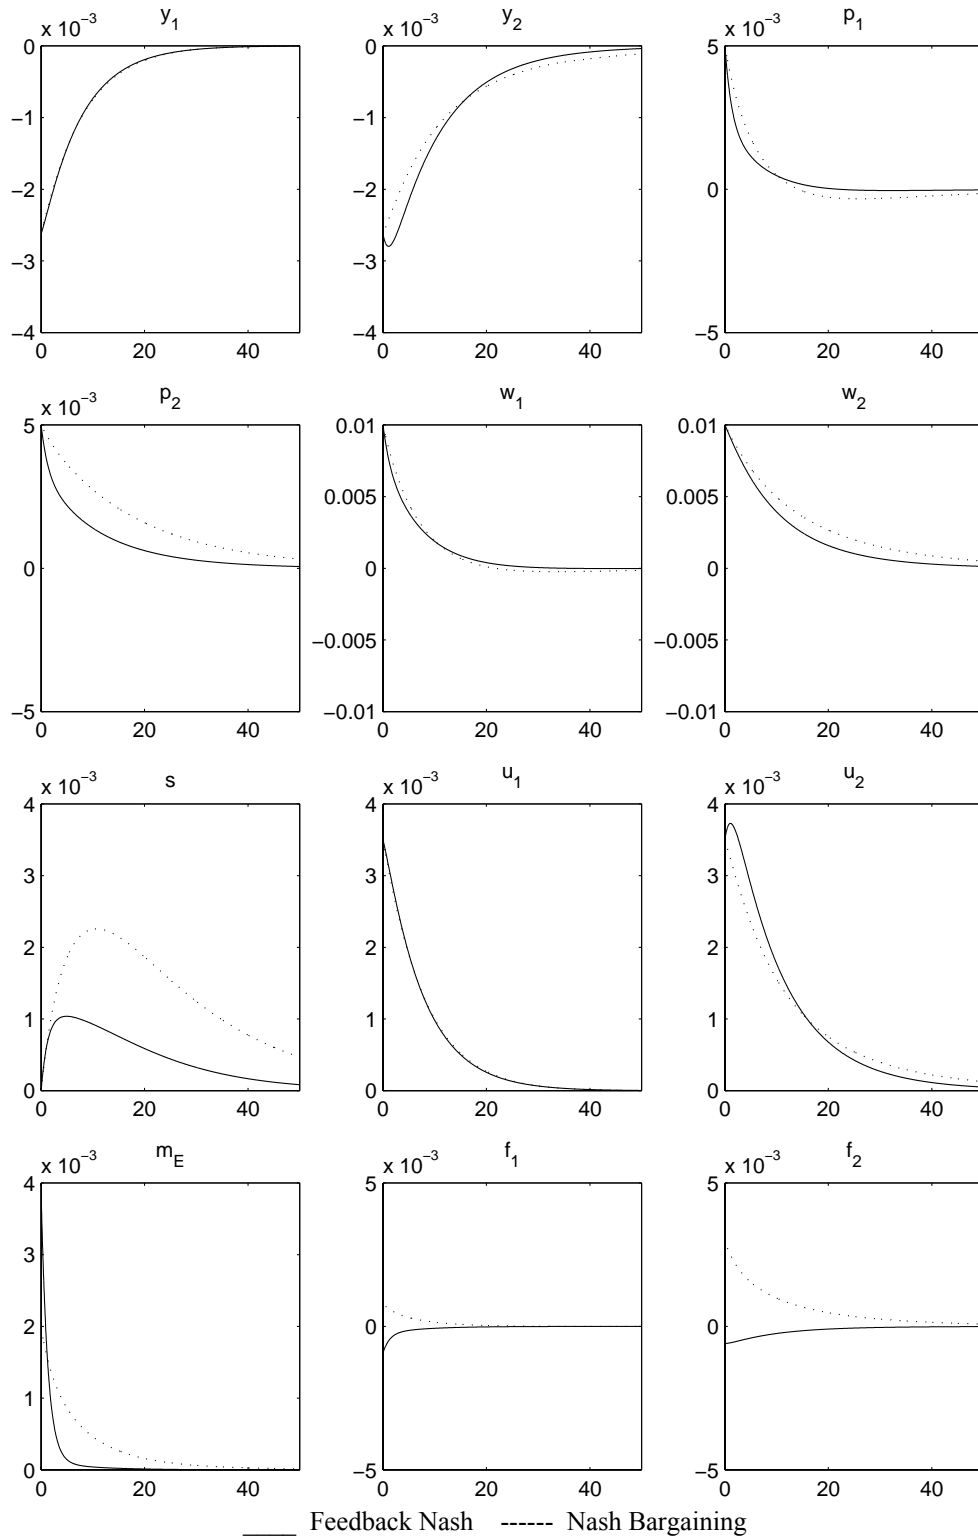 y1 y2 p1
x 10^-3 x 10^-3 x 10^-3
0 0 5
−1 −1
−2 −2 0
−3 −3
−4 −4 −5
0 20 40 0 20 40 0 20 40
p2 w1 w2
x 10^-3
5 0.01 0.01
0.005 0.005
0 0 0
−0.005 −0.005
−5 −0.01 −0.01
0 20 40 0 20 40 0 20 40
s u1 u2
x 10^-3 x 10^-3 x 10^-3
4 4 4
3 3 3
2 2 2
1 1 1
0 0 0
0 20 40 0 20 40 0 20 40
mE f1 f2
x 10^-3 x 10^-3 x 10^-3
4 5 5
3
2 0 0
1
0 −5 −5
0 20 40 0 20 40 0 20 40
____ Feedback Nash ------ Nash Bargaining